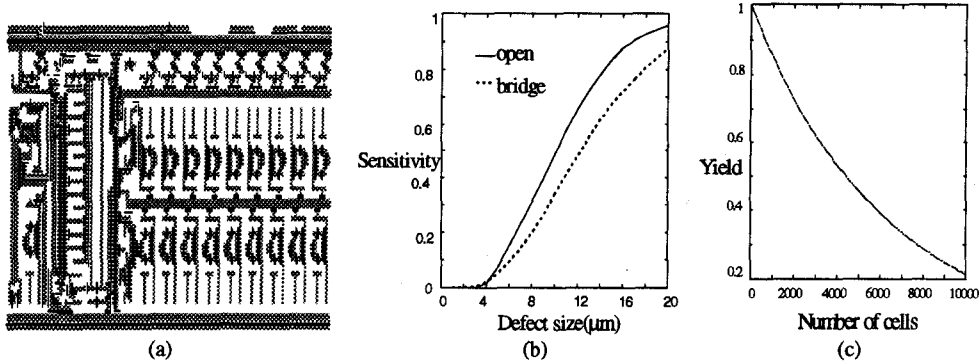 1
0.8
0.6
Sensitivity
0.4
0.2
0
0 4 8 12 16 20
Defect size(μm)
open
bridge
1
0.8
0.6
Yield
0.4
0.2
0 2000 4000 6000 8000 10000
Number of cells
(a)
(b)
(c)